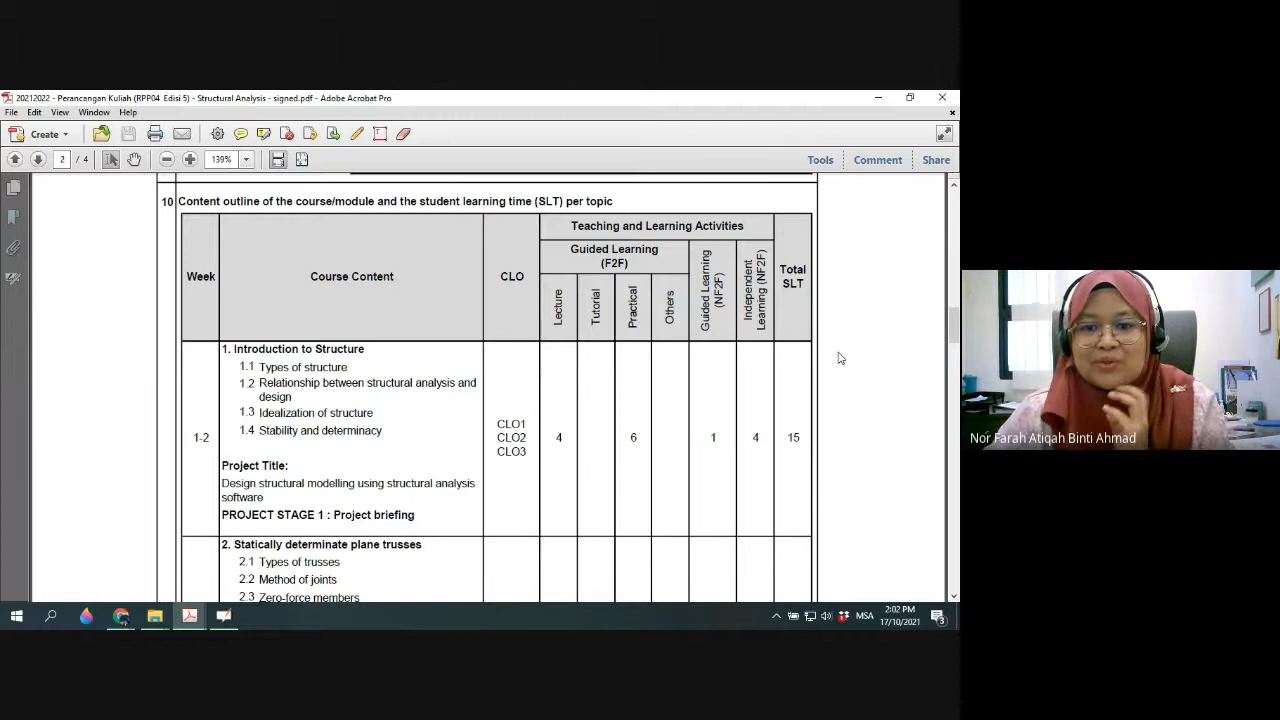 20212022 - Perancangan Kuliah (RPP04 Edisi 5) - Structural Analysis - signed.pdf - Adobe Acrobat Pro
File Edit View Window Help
Create
2 / 4
139%
Tools Comment Share
10 Content outline of the course/module and the student learning time (SLT) per topic
Teaching and Learning Activities
Guided Learning
(F2F)
Week
Course Content
CLO
Lecture
Tutorial
Practical
Others
Guided Learning
(NF2F)
Independent
Learning (NF2F)
Total
SLT
1. Introduction to Structure
1.1 Types of structure
1.2 Relationship between structural analysis and
design
1.3 Idealization of structure
1.4 Stability and determinacy
1-2
CLO1
CLO2
CLO3
4 6 1 4 15
Project Title:
Design structural modelling using structural analysis
software
PROJECT STAGE 1 : Project briefing
2. Statically determinate plane trusses
2.1 Types of trusses
2.2 Method of joints
2.3 Zero-force members
Nor Farah Atiqah Binti Ahmad
MSA
2:02 PM
17/10/2021
3